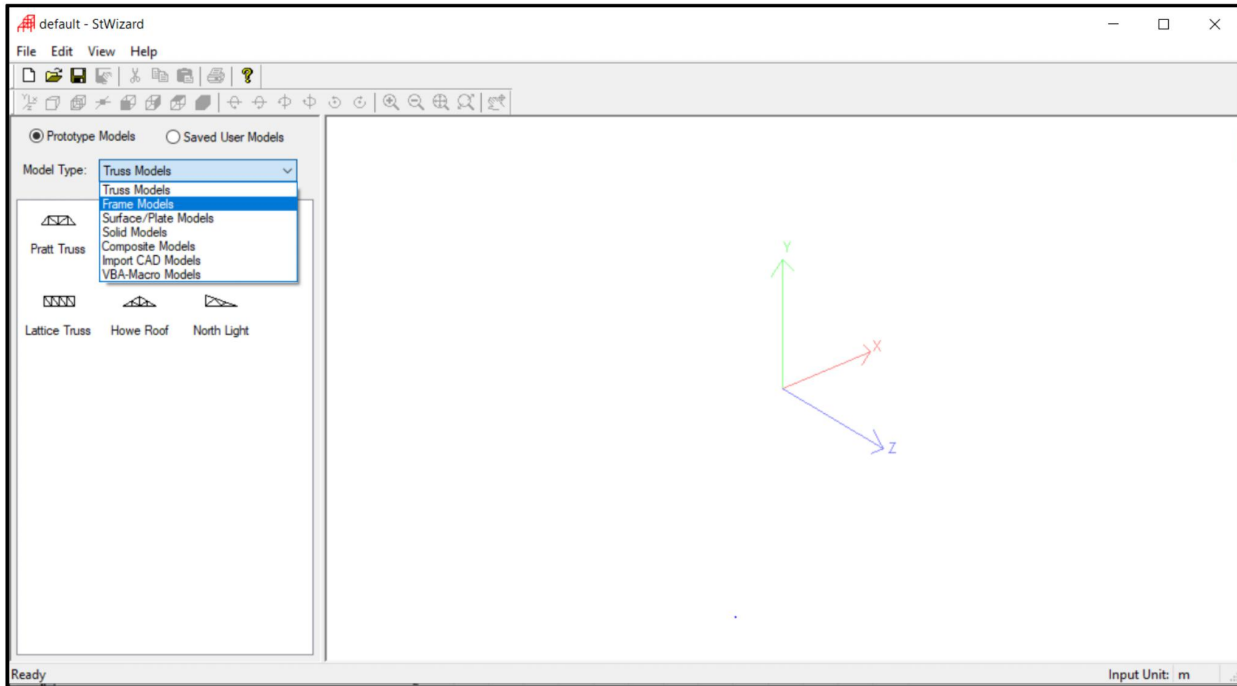 default - StWizard
File Edit View Help
Prototype Models Saved User Models
Model Type: Truss Models
Truss Models
Frame Models
Surface/Plate Models
Solid Models
Composite Models
Import CAD Models
VBA-Macro Models
Pratt Truss
Lattice Truss Howe Roof North Light
Y
X
Z
Ready Input Unit: m